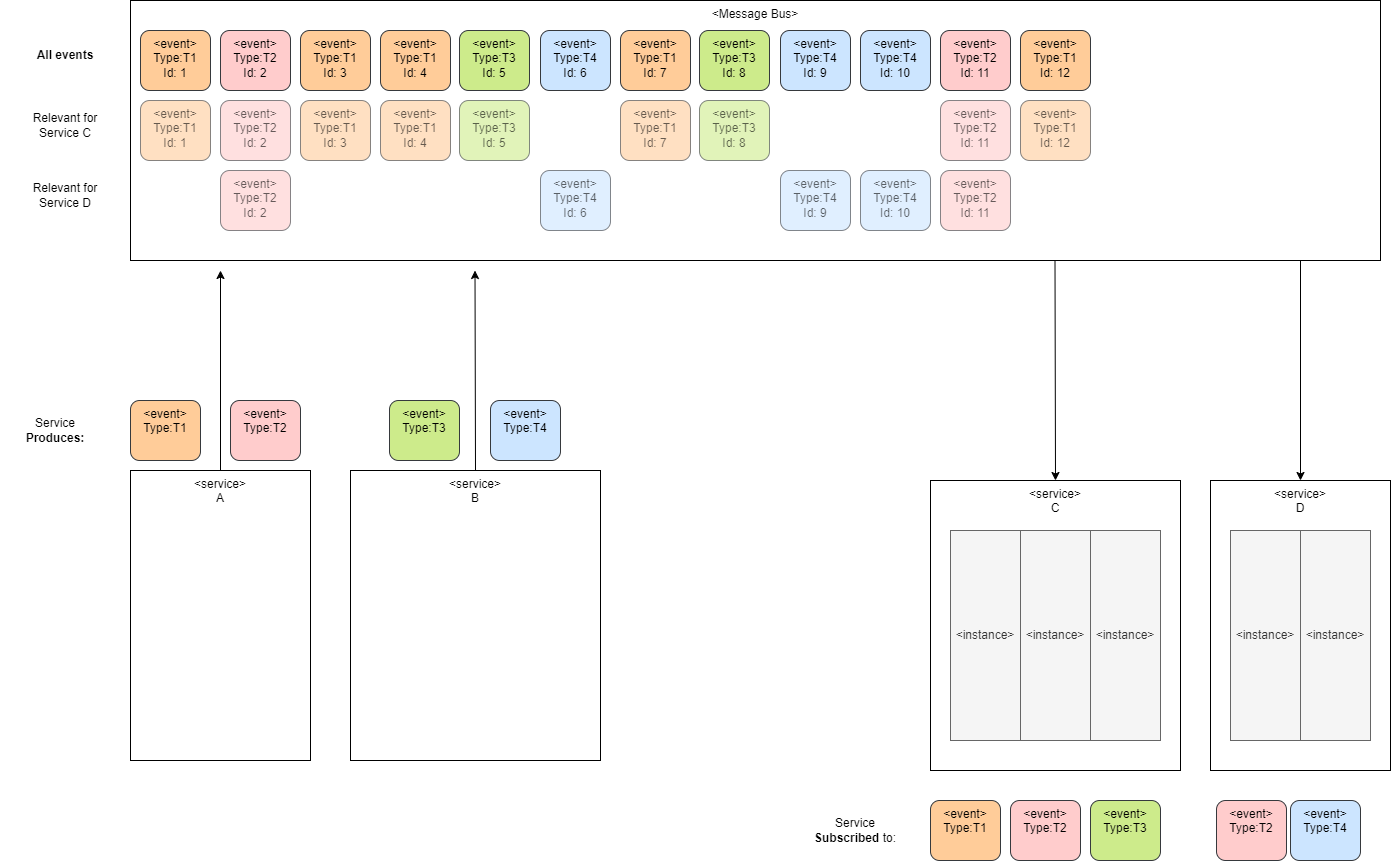 <Message Bus>
All events
<event>
Type:T1
Id: 1
<event>
Type:T2
Id: 2
<event>
Type:T1
Id: 3
<event>
Type:T1
Id: 4
<event>
Type:T3
Id: 5
<event>
Type:T4
Id: 6
<event>
Type:T1
Id: 7
<event>
Type:T3
Id: 8
<event>
Type:T4
Id: 9
<event>
Type:T4
Id: 10
<event>
Type:T2
Id: 11
<event>
Type:T1
Id: 12
Relevant for
Service C
<event>
Type:T1
Id: 1
<event>
Type:T2
Id: 2
<event>
Type:T1
Id: 3
<event>
Type:T1
Id: 4
<event>
Type:T3
Id: 5
<event>
Type:T1
Id: 7
<event>
Type:T3
Id: 8
<event>
Type:T2
Id: 11
<event>
Type:T1
Id: 12
Relevant for
Service D
<event>
Type:T2
Id: 2
<event>
Type:T4
Id: 6
<event>
Type:T4
Id: 9
<event>
Type:T4
Id: 10
<event>
Type:T2
Id: 11
Service
Produces:
<event>
Type:T1
<event>
Type:T2
<event>
Type:T3
<event>
Type:T4
<service>
A
<service>
B
<service>
C
<instance>
<instance>
<instance>
<service>
D
<instance>
<instance>
Service
Subscribed to:
<event>
Type:T1
<event>
Type:T2
<event>
Type:T3
<event>
Type:T2
<event>
Type:T4